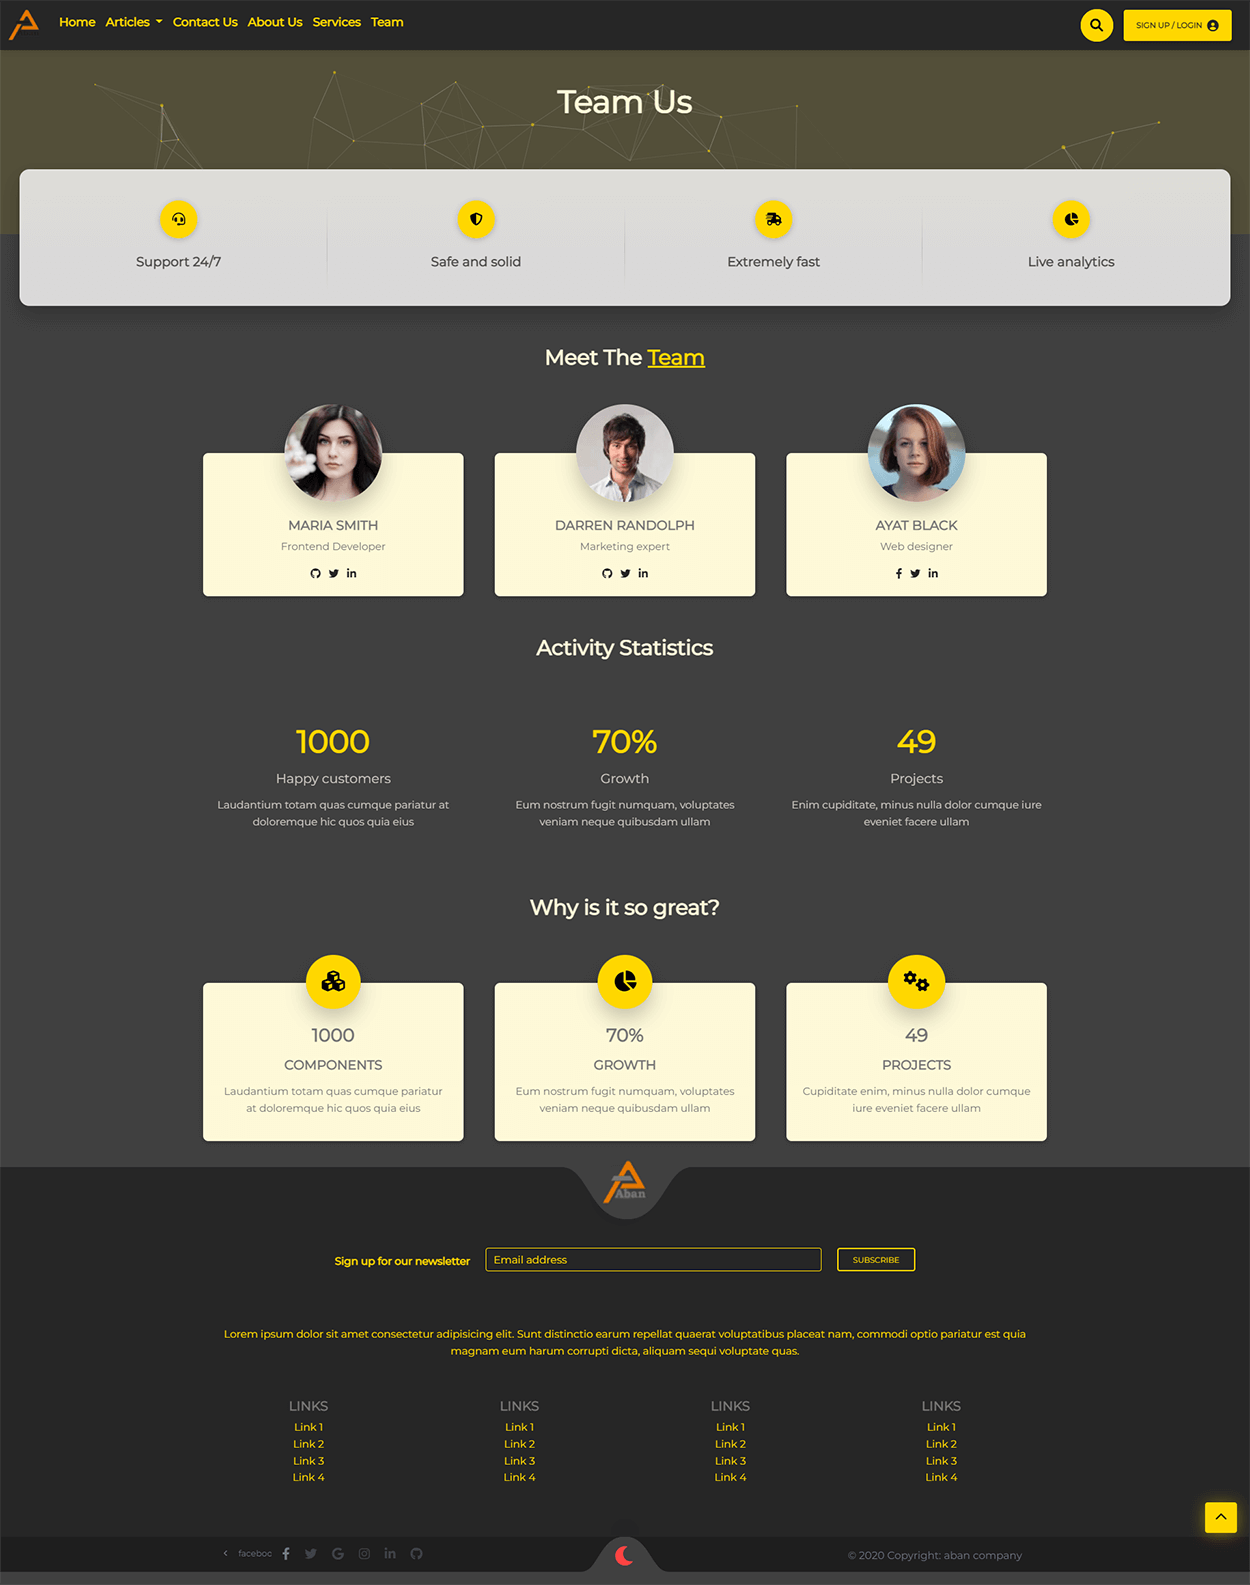 Home Articles Contact Us About Us Services Team
SIGN UP / LOGIN
Team Us
Support 24/7
Safe and solid
Extremely fast
Live analytics
Meet The Team
MARIA SMITH
Frontend Developer
DARREN RANDOLPH
Marketing expert
AYAT BLACK
Web designer
Activity Statistics
1000
Happy customers
Laudantium totam quas cumque pariatur at
doloremque hic quos quia eius
70%
Growth
Eum nostrum fugit numquam, voluptates
veniam neque quibusdam ullam
49
Projects
Enim cupiditate, minus nulla dolor cumque iure
eveniet facere ullam
Why is it so great?
1000
COMPONENTS
Laudantium totam quas cumque pariatur
at doloremque hic quos quia eius
70%
GROWTH
Eum nostrum fugit numquam, voluptates
veniam neque quibusdam ullam
49
PROJECTS
Cupiditate enim, minus nulla dolor cumque
iure eveniet facere ullam
Aban
Sign up for our newsletter
Email address
SUBSCRIBE
Lorem ipsum dolor sit amet consectetur adipisicing elit. Sunt distinctio earum repellat quaerat voluptatibus placeat nam, commodi optio pariatur est quia
magnam eum harum corrupti dicta, aliquam sequi voluptate quas.
LINKS
Link 1
Link 2
Link 3
Link 4
LINKS
Link 1
Link 2
Link 3
Link 4
LINKS
Link 1
Link 2
Link 3
Link 4
LINKS
Link 1
Link 2
Link 3
Link 4
faceboc
© 2020 Copyright: aban company